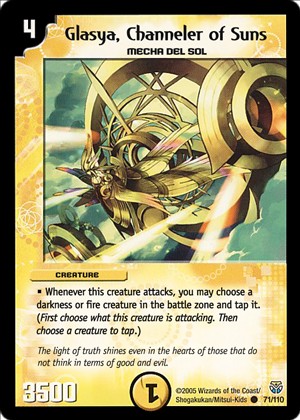 4 Glasya, Channeler of Suns
MECHA DEL SOL
CREATURE
▪ Whenever this creature attacks, you may choose a
darkness or fire creature in the battle zone and tap it.
(First choose what this creature is attacking. Then
choose a creature to tap.)
The light of truth shines even in the hearts of those that do
not think in terms of good and evil.
3500
1
©2005 Wizards of the Coast/
Shogakukan/Mitsui-Kids ● 71/110